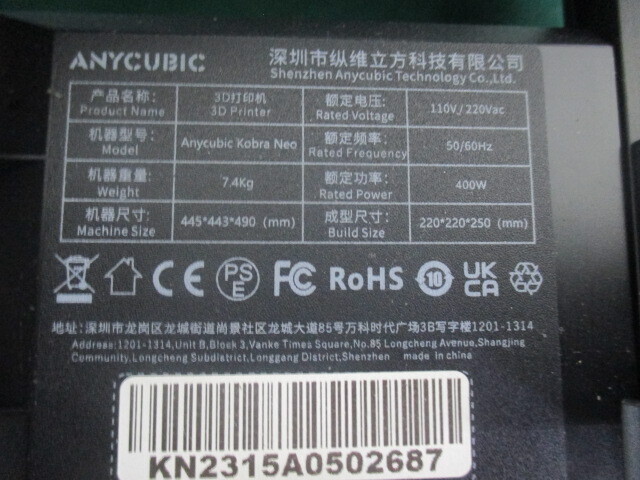 ANYCUBIC
深圳市纵维立方科技有限公司
Shenzhen Anycubic Technology Co.,Ltd.
产品名称: 3D打印机 额定电压: 110V/220Vac
Product Name 3D Printer Rated Voltage
机器型号: Anycubic Kobra Neo 额定频率: 50/60Hz
Model Rated Frequency
机器重量: 7.4Kg 额定功率: 400W
Weight Rated Power
机器尺寸: 445*443*490 (mm) 成型尺寸: 220*220*250 (mm)
Machine Size Build Size
CE PSE FC RoHS 10 UKCA
地址:深圳市龙岗区龙城街道尚景社区龙城大道85号万科时代广场3B写字楼1201-1314
Address:1201-1314,Unit B,Block 3,Vanke Times Square,No.85 Longcheng Avenue,Shangjing
Community,Longcheng Subdistrict,Longgang District,Shenzhen made in china
KN2315A0502687